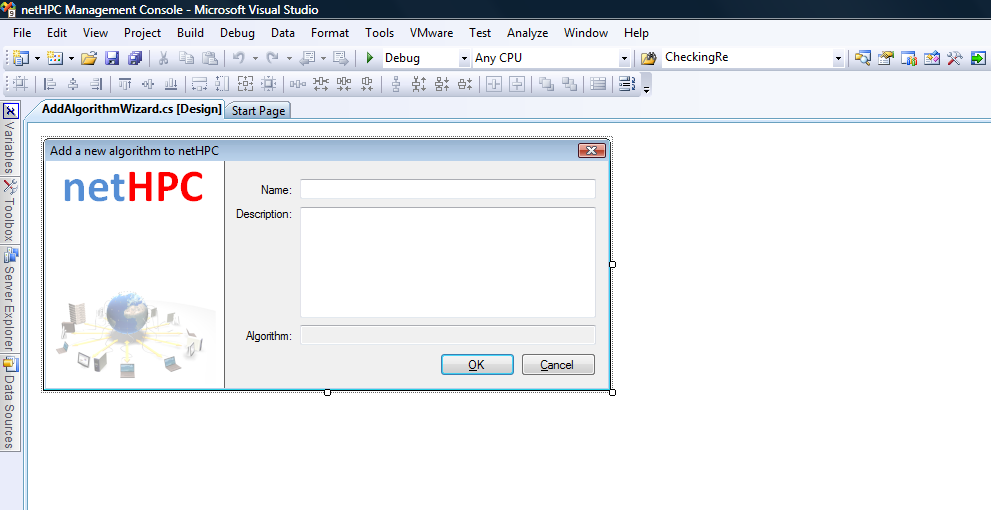 netHPC Management Console - Microsoft Visual Studio
File Edit View Project Build Debug Data Format Tools VMware Test Analyze Window Help
Debug Any CPU CheckingRe
AddAlgorithmWizard.cs [Design] Start Page
Variables
Toolbox
Server Explorer
Data Sources
Add a new algorithm to netHPC
netHPC
Name:
Description:
Algorithm:
OK Cancel